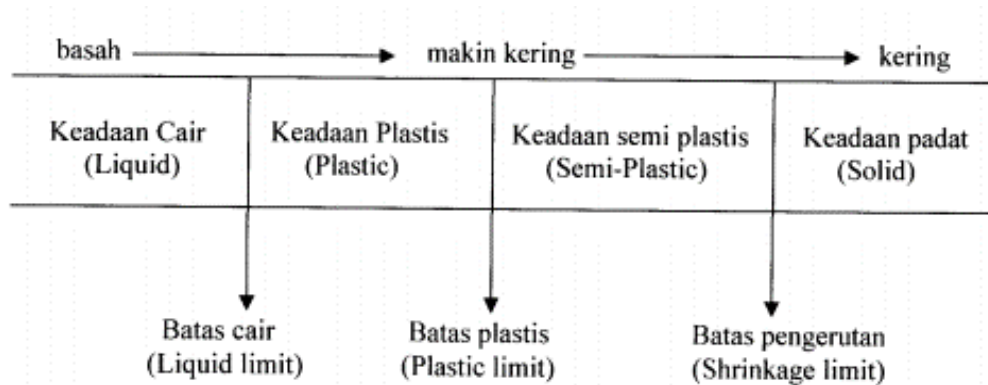 basah makin kering kering
Keadaan Cair Keadaan Plastis Keadaan semi plastis Keadaan padat
(Liquid) (Plastic) (Semi-Plastic) (Solid)
Batas cair Batas plastis Batas pengerutan
(Liquid limit) (Plastic limit) (Shrinkage limit)